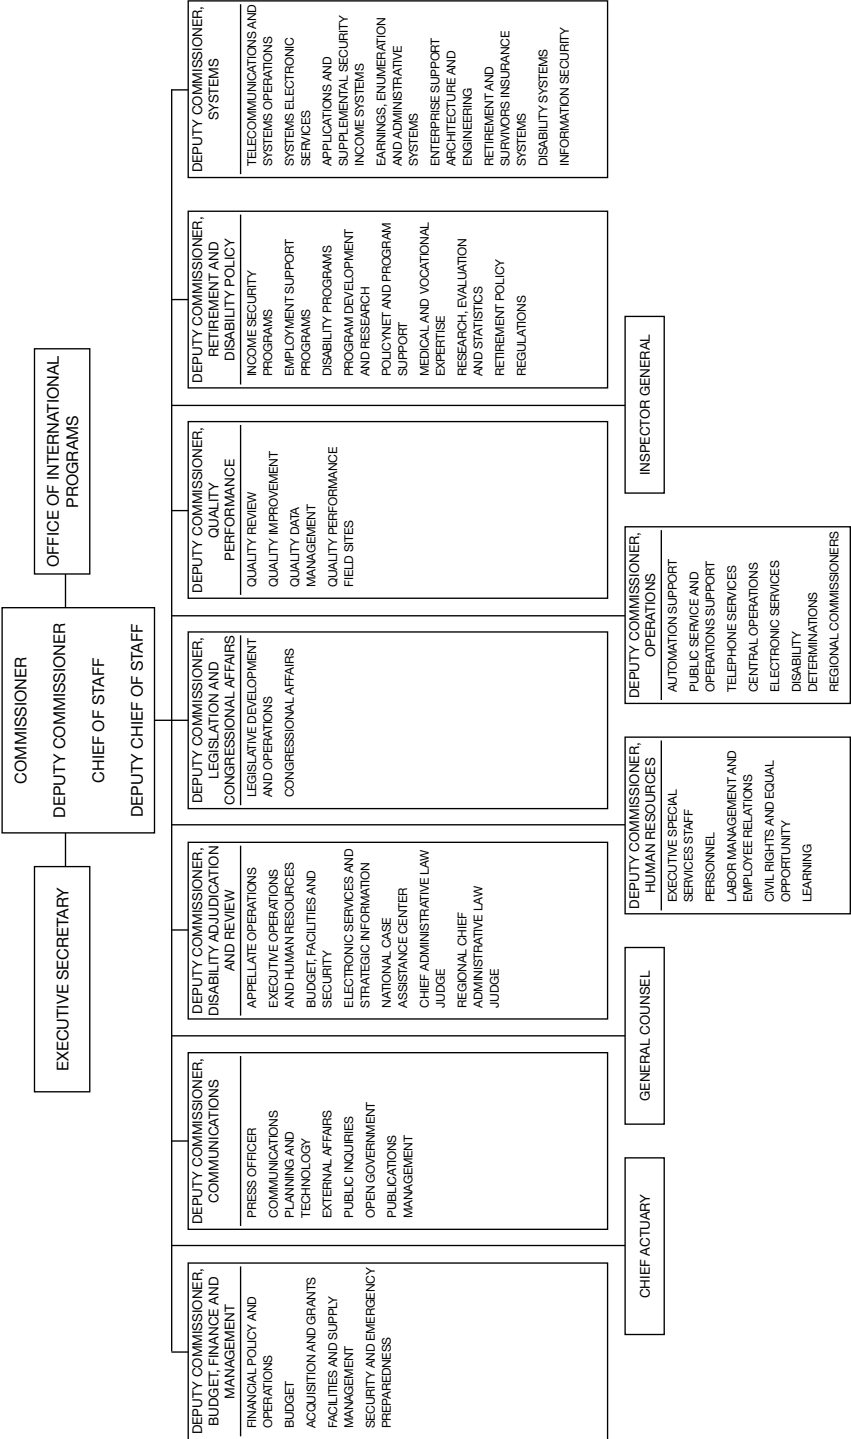 COMMISSIONER
DEPUTY COMMISSIONER
CHIEF OF STAFF
DEPUTY CHIEF OF STAFF
EXECUTIVE SECRETARY
OFFICE OF INTERNATIONAL
PROGRAMS
DEPUTY COMMISSIONER,
BUDGET, FINANCE AND
MANAGEMENT
FINANCIAL POLICY AND
OPERATIONS
BUDGET
ACQUISITION AND GRANTS
FACILITIES AND SUPPLY
MANAGEMENT
SECURITY AND EMERGENCY
PREPAREDNESS
DEPUTY COMMISSIONER,
COMMUNICATIONS
PRESS OFFICER
COMMUNICATIONS
PLANNING AND
TECHNOLOGY
EXTERNAL AFFAIRS
PUBLIC INQUIRIES
OPEN GOVERNMENT
PUBLICATIONS
MANAGEMENT
DEPUTY COMMISSIONER,
DISABILITY ADJUDICATION
AND REVIEW
APPELLATE OPERATIONS
EXECUTIVE OPERATIONS
AND HUMAN RESOURCES
BUDGET, FACILITIES AND
SECURITY
ELECTRONIC SERVICES AND
STRATEGIC INFORMATION
NATIONAL CASE
ASSISTANCE CENTER
CHIEF ADMINISTRATIVE LAW
JUDGE
REGIONAL CHIEF
ADMINISTRATIVE LAW
JUDGE
DEPUTY COMMISSIONER,
LEGISLATION AND
CONGRESSIONAL AFFAIRS
LEGISLATIVE DEVELOPMENT
AND OPERATIONS
CONGRESSIONAL AFFAIRS
DEPUTY COMMISSIONER,
QUALITY
PERFORMANCE
QUALITY REVIEW
QUALITY IMPROVEMENT
QUALITY DATA
MANAGEMENT
QUALITY PERFORMANCE
FIELD SITES
DEPUTY COMMISSIONER,
RETIREMENT AND
DISABILITY POLICY
INCOME SECURITY
PROGRAMS
EMPLOYMENT SUPPORT
PROGRAMS
DISABILITY PROGRAMS
PROGRAM DEVELOPMENT
AND RESEARCH
POLICYNET AND PROGRAM
SUPPORT
MEDICAL AND VOCATIONAL
EXPERTISE
RESEARCH, EVALUATION
AND STATISTICS
RETIREMENT POLICY
REGULATIONS
DEPUTY COMMISSIONER,
SYSTEMS
TELECOMMUNICATIONS AND
SYSTEMS OPERATIONS
SYSTEMS ELECTRONIC
SERVICES
APPLICATIONS AND
SUPPLEMENTAL SECURITY
INCOME SYSTEMS
EARNINGS, ENUMERATION
AND ADMINISTRATIVE
SYSTEMS
ENTERPRISE SUPPORT
ARCHITECTURE AND
ENGINEERING
RETIREMENT AND
SURVIVORS INSURANCE
SYSTEMS
DISABILITY SYSTEMS
INFORMATION SECURITY
CHIEF ACTUARY
GENERAL COUNSEL
DEPUTY COMMISSIONER,
HUMAN RESOURCES
EXECUTIVE SPECIAL
SERVICES STAFF
PERSONNEL
LABOR MANAGEMENT AND
EMPLOYEE RELATIONS
CIVIL RIGHTS AND EQUAL
OPPORTUNITY
LEARNING
DEPUTY COMMISSIONER,
OPERATIONS
AUTOMATION SUPPORT
PUBLIC SERVICE AND
OPERATIONS SUPPORT
TELEPHONE SERVICES
CENTRAL OPERATIONS
ELECTRONIC SERVICES
DISABILITY
DETERMINATIONS
REGIONAL COMMISSIONERS
INSPECTOR GENERAL